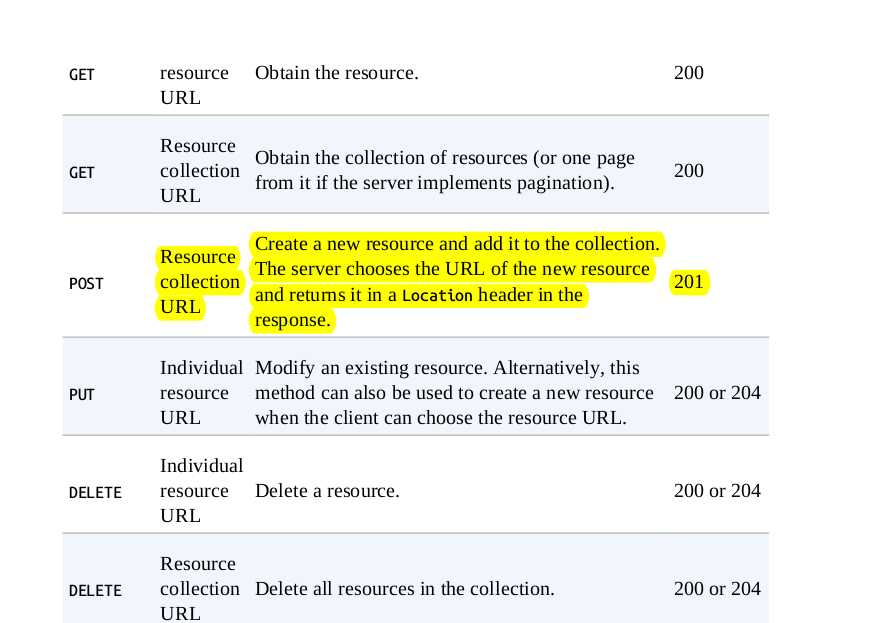 GET resource Obtain the resource. 200
URL
Resource
GET collection Obtain the collection of resources (or one page 200
URL from it if the server implements pagination).
Create a new resource and add it to the collection.
Resource The server chooses the URL of the new resource
POST collection and returns it in a Location header in the 201
URL response.
Individual Modify an existing resource. Alternatively, this
PUT resource method can also be used to create a new resource 200 or 204
URL when the client can choose the resource URL.
Individual
DELETE resource Delete a resource. 200 or 204
URL
Resource
DELETE collection Delete all resources in the collection. 200 or 204
URL